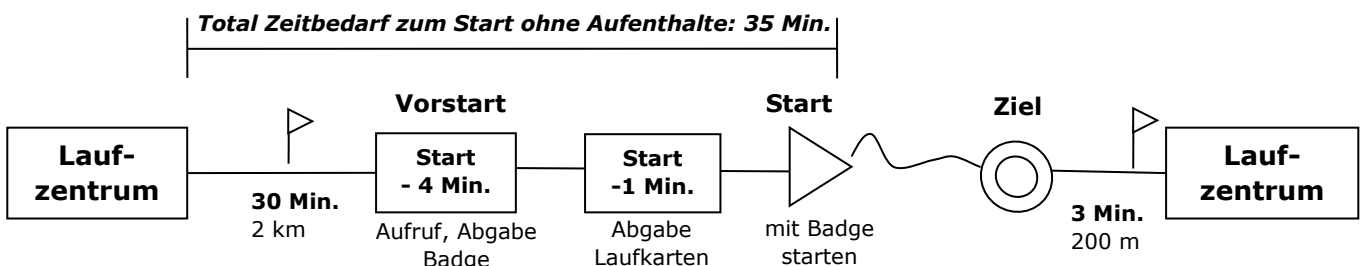 Total Zeitbedarf zum Start ohne Aufenthalte: 35 Min.
Lauf-
zentrum
30 Min.
2 km
Vorstart
Start
- 4 Min.
Aufruf, Abgabe
Badge
Start
-1 Min.
Abgabe
Laufkarten
Start
mit Badge
starten
Ziel
3 Min.
200 m
Lauf-
zentrum